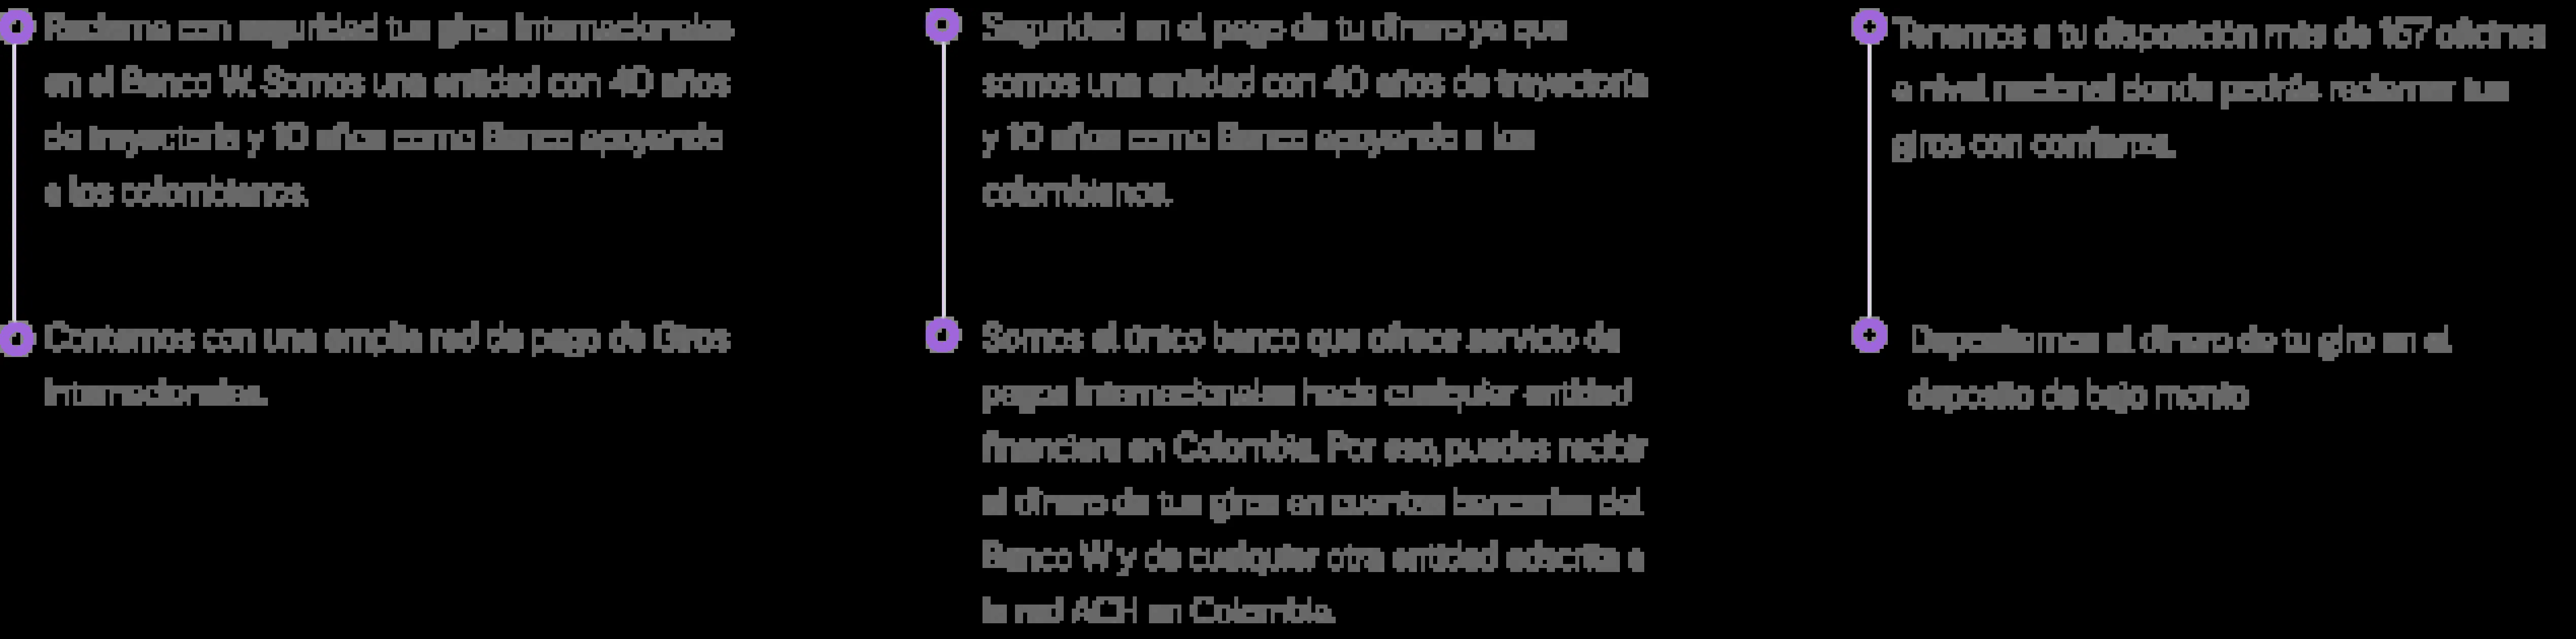 Reclama con seguridad tus giros Internacionales
en el Banco W. Somos una entidad con 40 años
de trayectoria y 10 años como Banco apoyando
a los colombianos.
Contamos con una amplia red de pago de Giros
Internacionales.
Seguridad en el pago de tu dinero ya que
somos una entidad con 40 años de trayectoria
y 10 años como Banco apoyando a los
colombianos.
Somos el único banco que ofrece servicio de
pagos Internacionales hacia cualquier entidad
financiera en Colombia. Por eso, puedes recibir
el dinero de tus giros en cuentas bancarias del
Banco W y de cualquier otra entidad adscrita a
la red ACH en Colombia.
Tenemos a tu disposición más de 167 oficinas
a nivel nacional donde podrás reclamar tus
giros con confianza.
Depositamos el dinero de tu giro en el
deposito de bajo monto